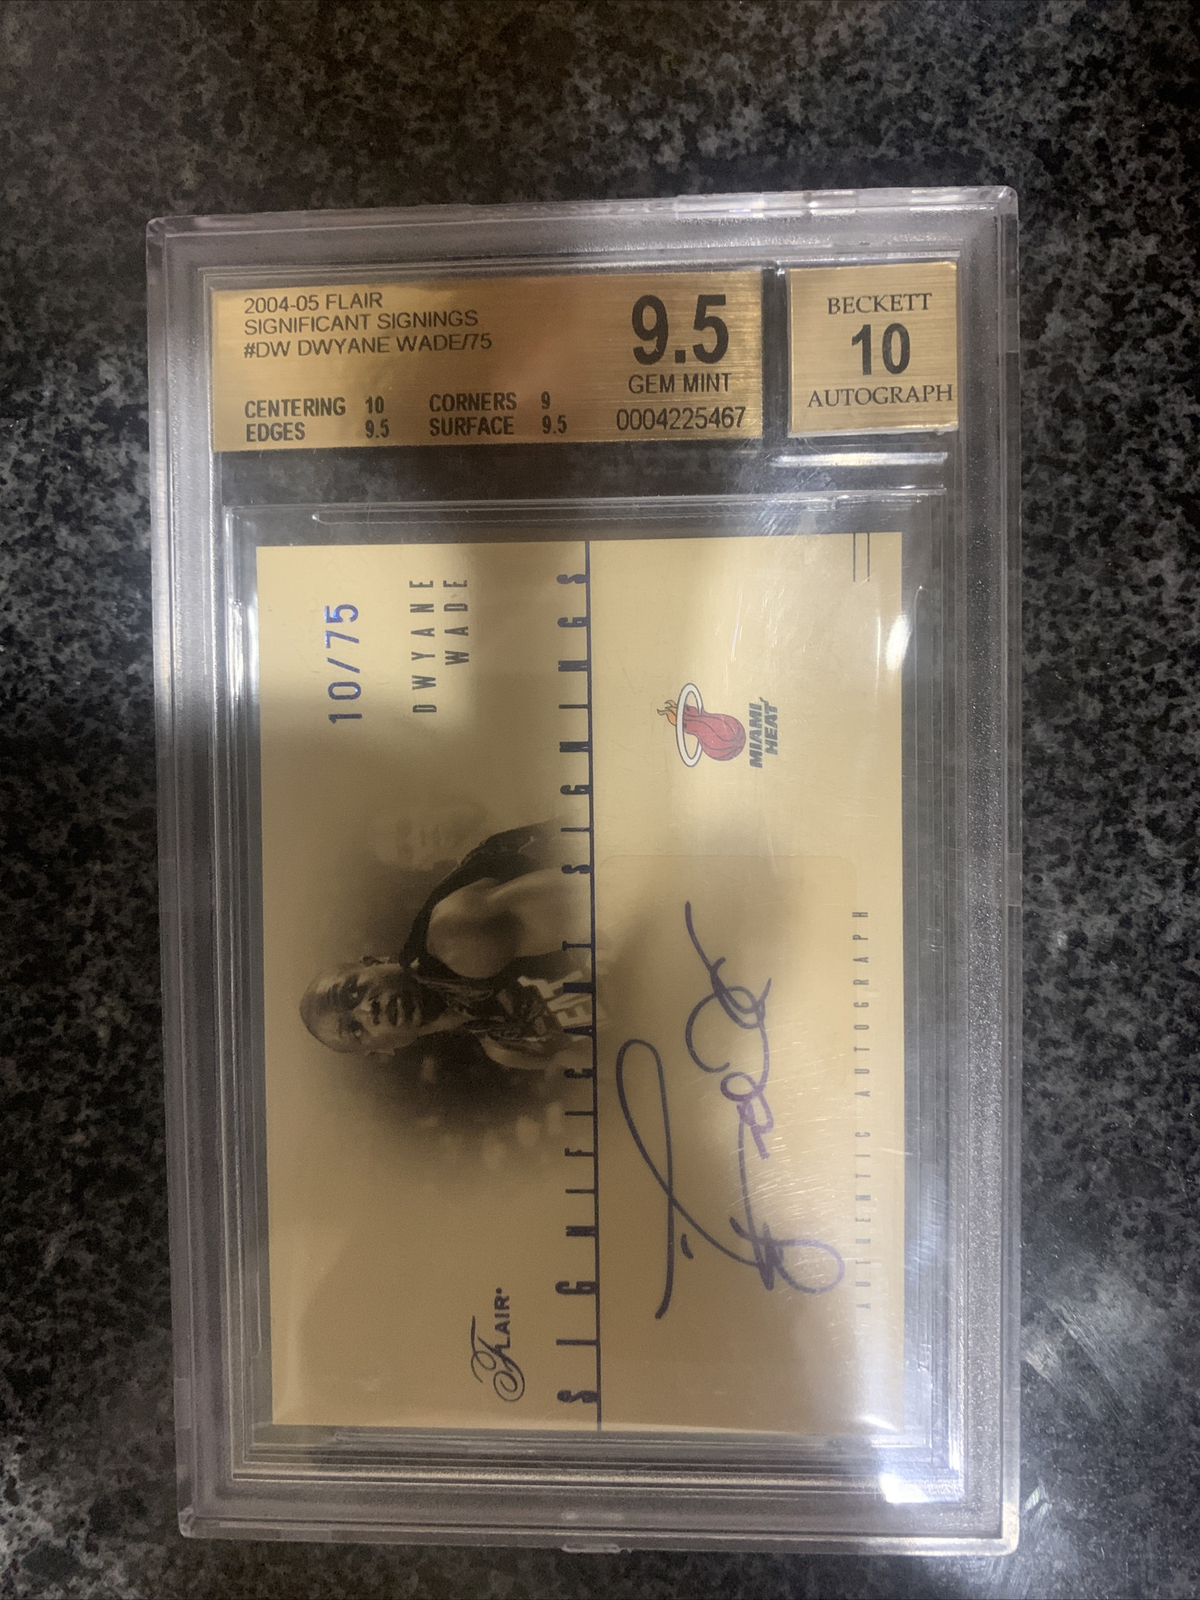 2004-05 FLAIR
SIGNIFICANT SIGNINGS
#DW DWYANE WADE/75
CENTERING 10 CORNERS 9
EDGES 9.5 SURFACE 9.5
9.5
GEM MINT
0004225467
BECKETT
10
AUTOGRAPH
10/75
DWYANE
WADE
FLAIR
SIGNIFICANT SIGNINGS
MIAMI
HEAT
AUTHENTIC AUTOGRAPH